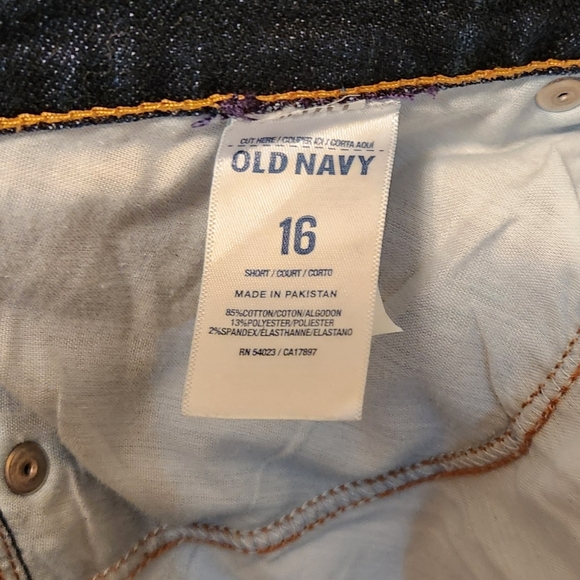 CUT HERE / COUPER ICI / CORTA AQUÍ
OLD NAVY
16
SHORT / COURT / CORTO
MADE IN PAKISTAN
85%COTTON/COTON/ALGODON
13%POLYESTER/POLIESTER
2%SPANDEX/ÉLASTHANNE/ELASTANO
RN 54023 / CA17897